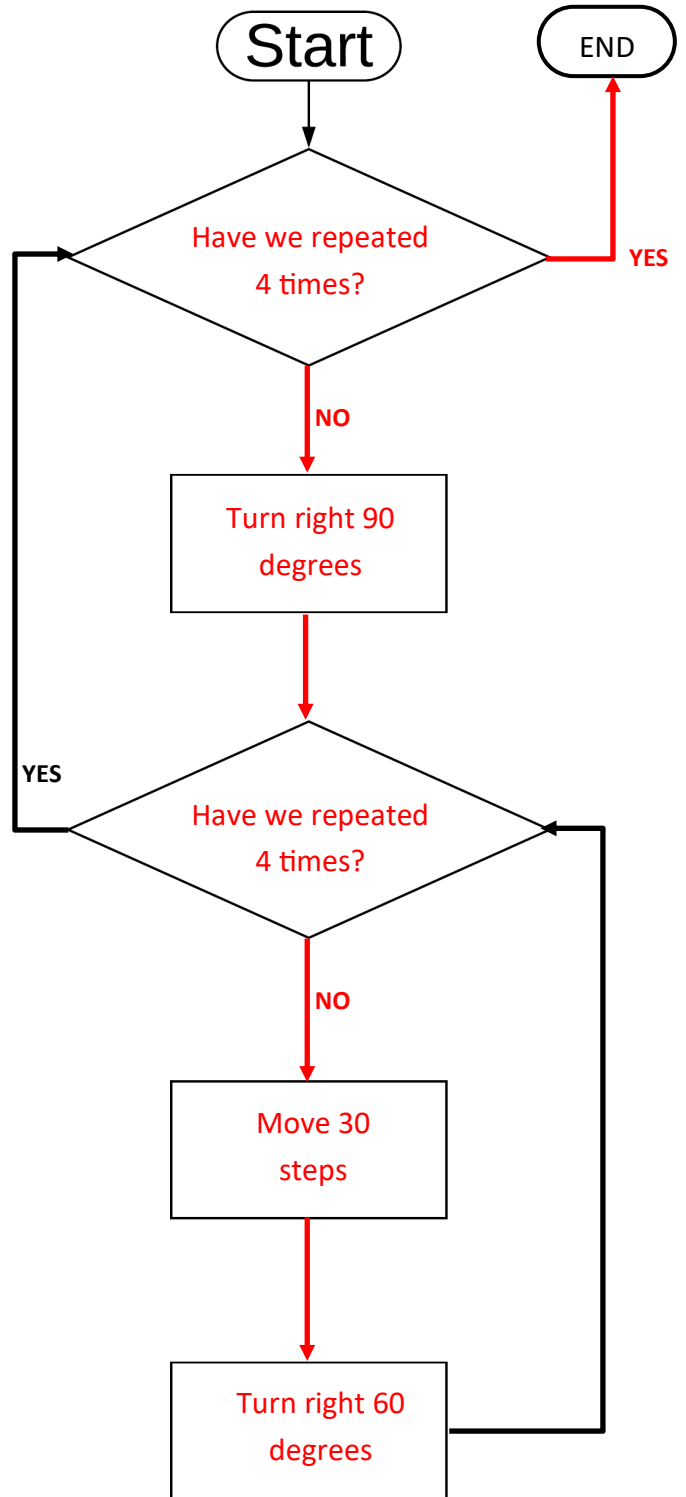 Start
END
Have we repeated
4 times?
YES
NO
Turn right 90
degrees
YES
Have we repeated
4 times?
NO
Move 30
steps
Turn right 60
degrees